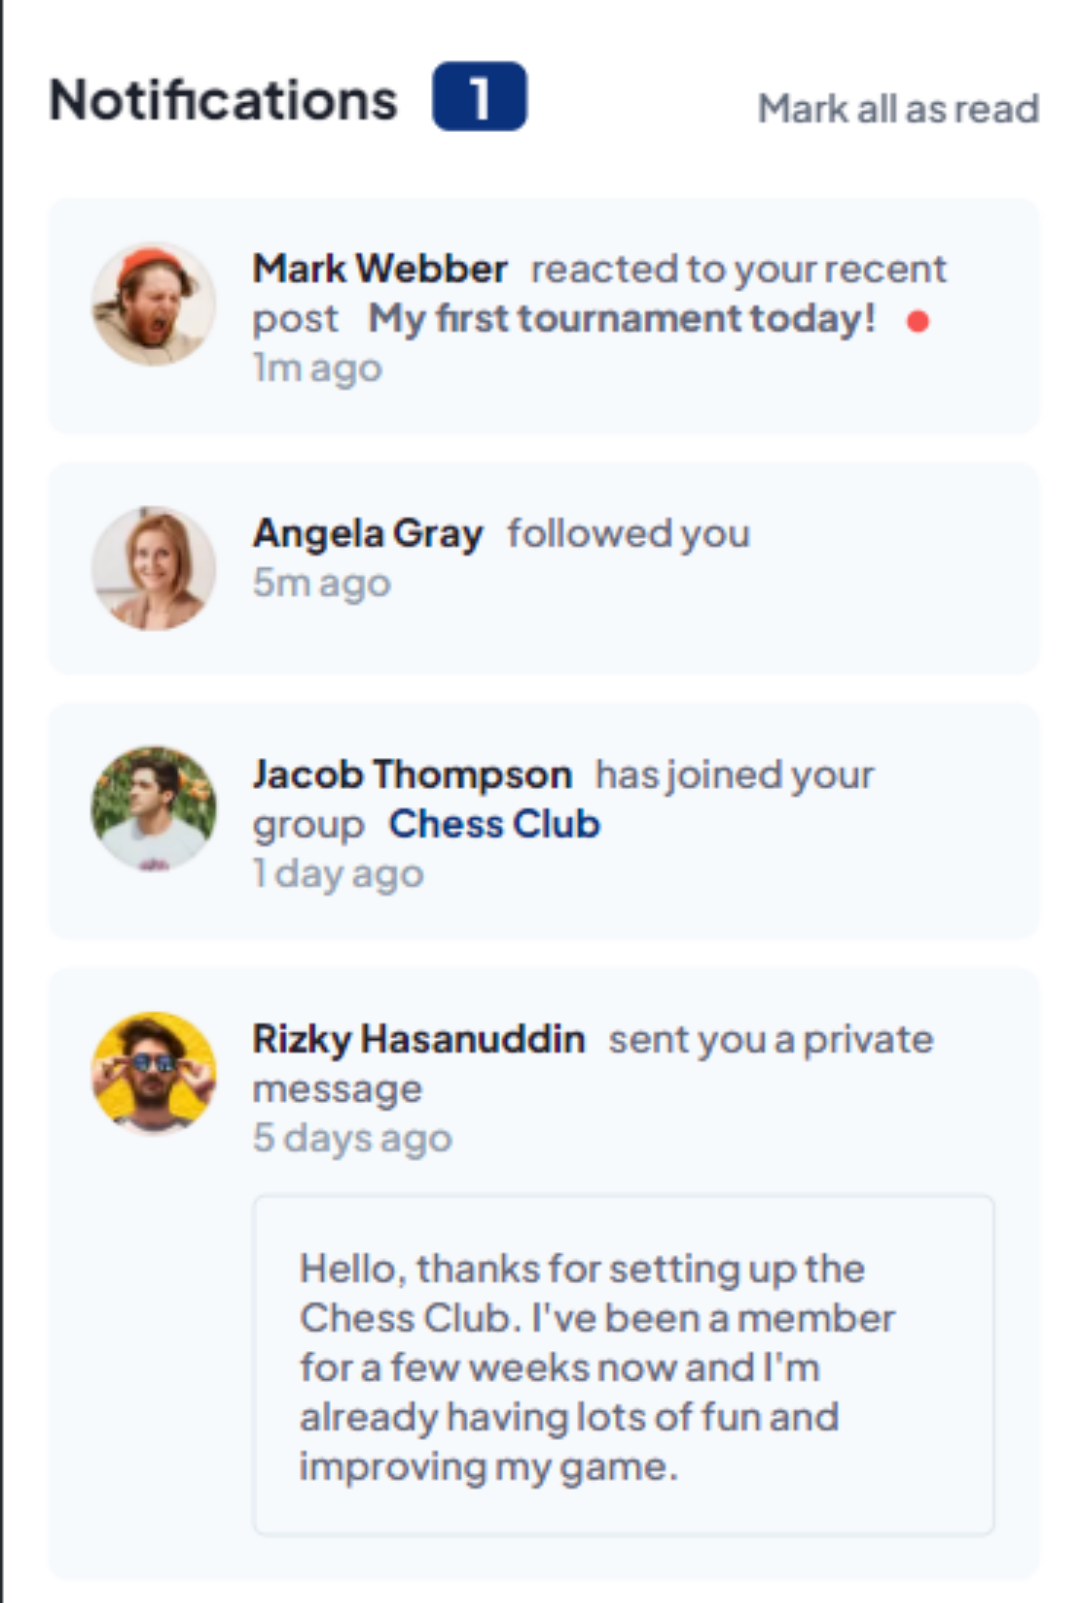 Notifications 1 Mark all as read
Mark Webber reacted to your recent
post My first tournament today!
1m ago
Angela Gray followed you
5m ago
Jacob Thompson has joined your
group Chess Club
1 day ago
Rizky Hasanuddin sent you a private
message
5 days ago
Hello, thanks for setting up the
Chess Club. I've been a member
for a few weeks now and I'm
already having lots of fun and
improving my game.